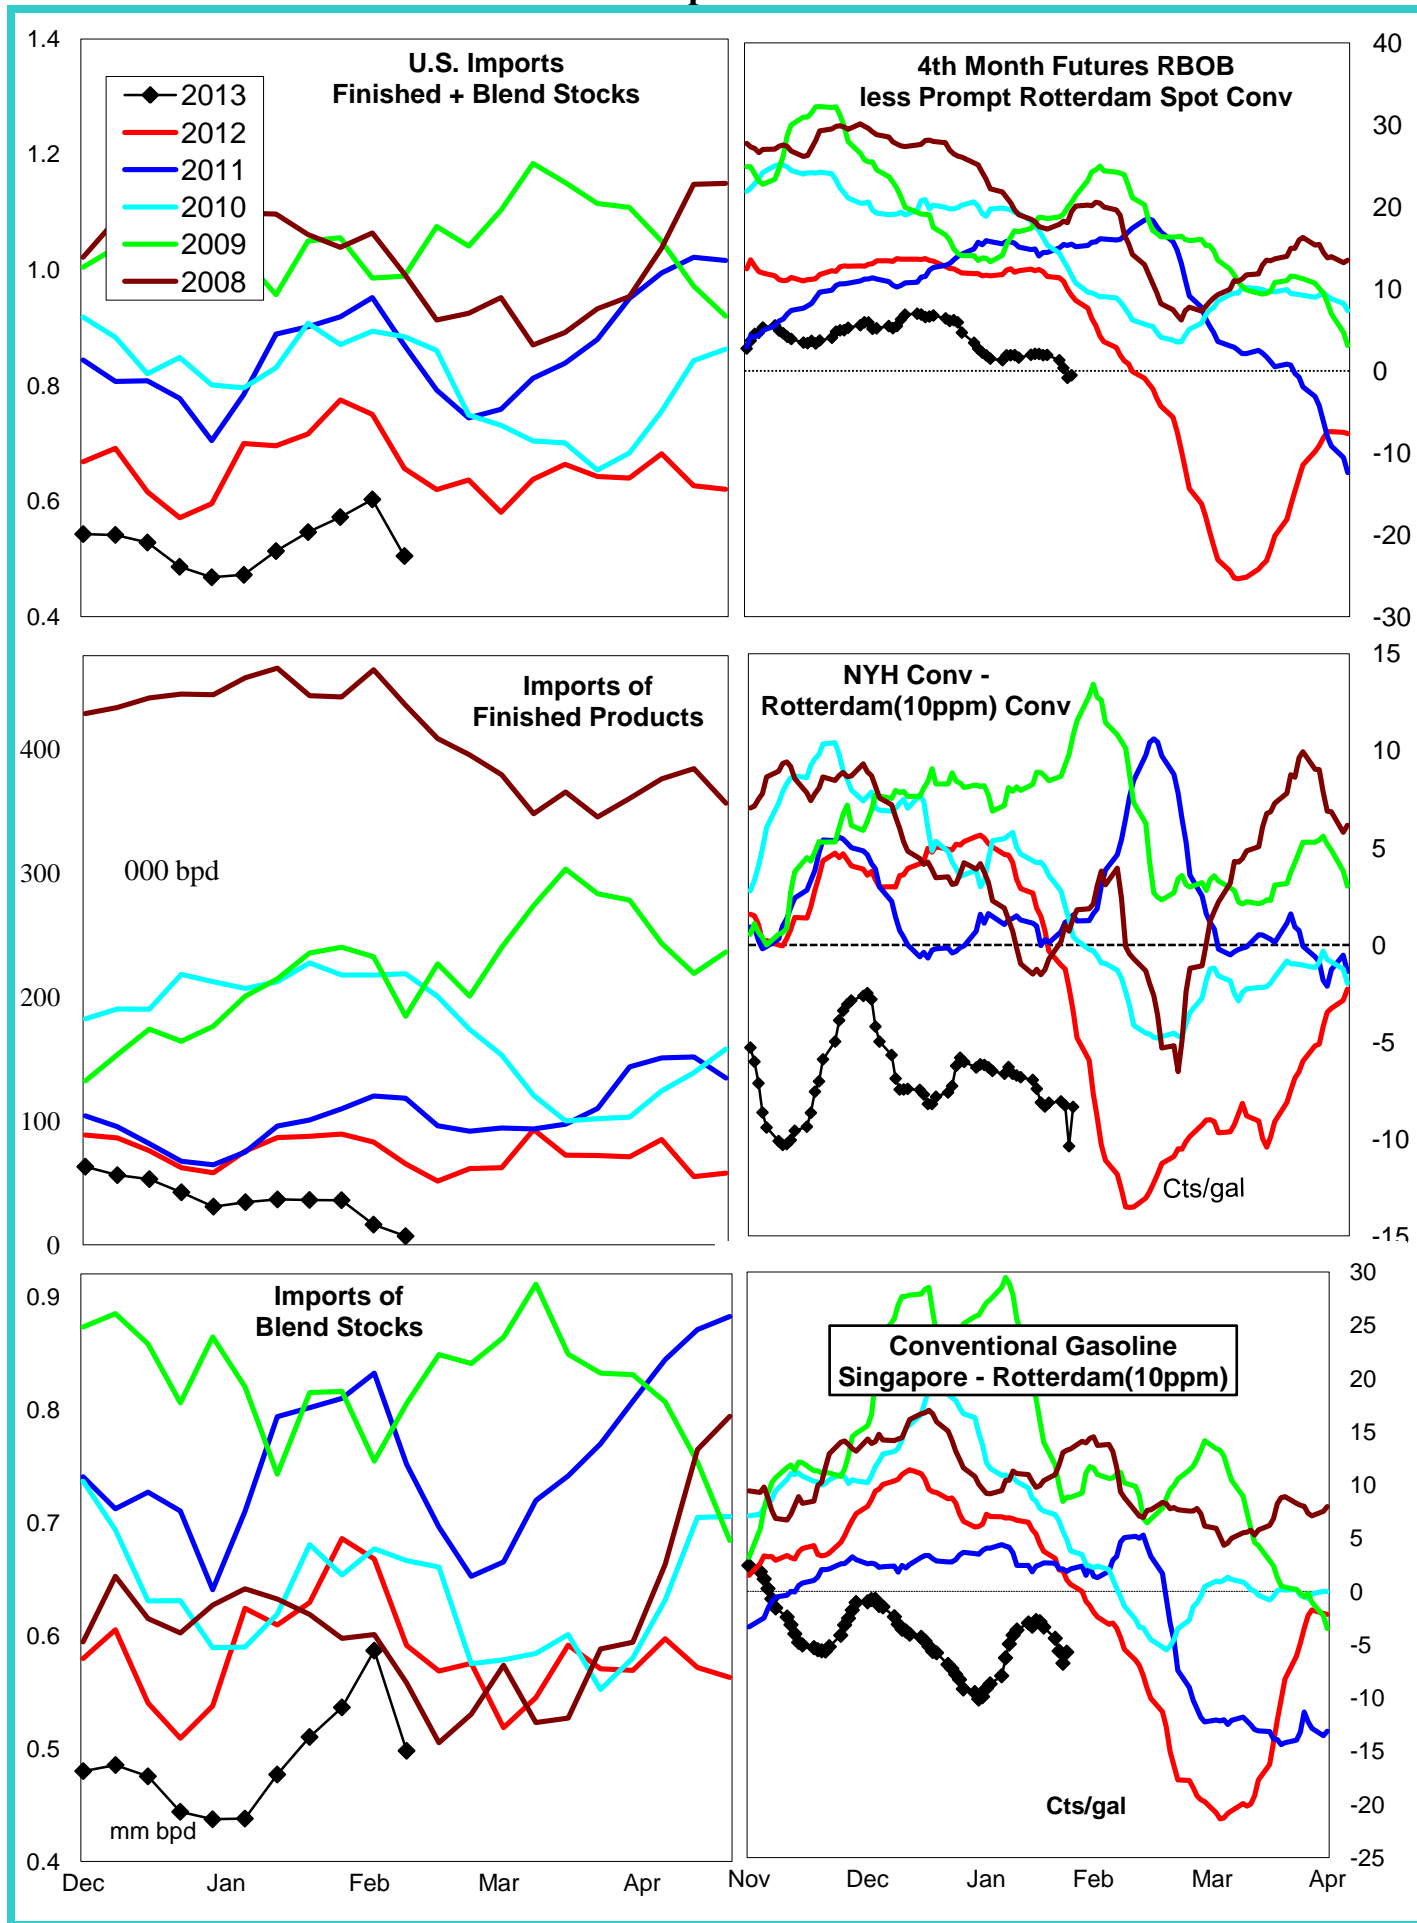 U.S. Imports
Finished + Blend Stocks
1.4
1.2
1.0
0.8
0.6
0.4
2013
2012
2011
2010
2009
2008
4th Month Futures RBOB
less Prompt Rotterdam Spot Conv
40
30
20
10
0
-10
-20
-30
Imports of
Finished Products
000 bpd
400
300
200
100
0
NYH Conv -
Rotterdam(10ppm) Conv
15
10
5
0
-5
-10
-15
Cts/gal
Imports of
Blend Stocks
0.9
0.8
0.7
0.6
0.5
0.4
mm bpd
Dec Jan Feb Mar Apr
Conventional Gasoline
Singapore - Rotterdam(10ppm)
30
25
20
15
10
5
0
-5
-10
-15
-20
-25
Cts/gal
Nov Dec Jan Feb Mar Apr